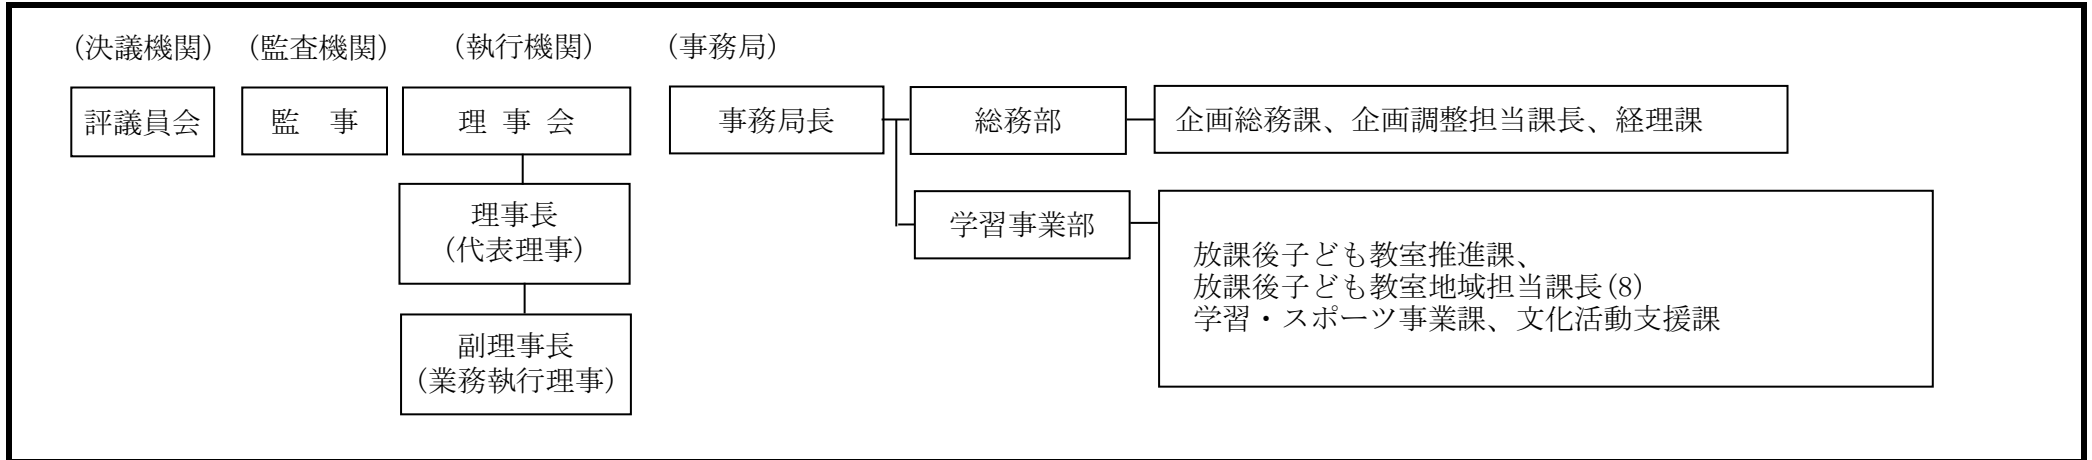 (決議機関) (監査機関) (執行機関) (事務局)
評議員会 監 事 理 事 会 事務局長 総務部 企画総務課、企画調整担当課長、経理課
理事長
(代表理事)
学習事業部
放課後子ども教室推進課、
放課後子ども教室地域担当課長(8)
学習・スポーツ事業課、文化活動支援課
副理事長
(業務執行理事)